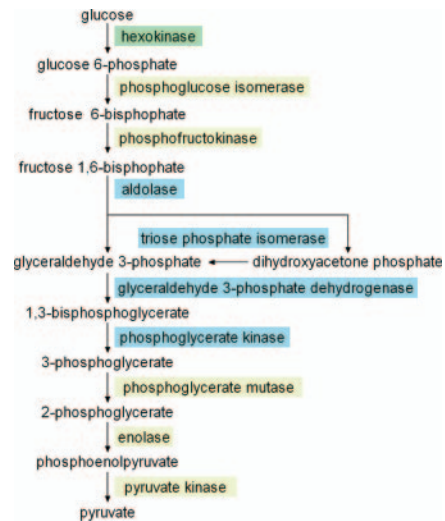 glucose
hexokinase
glucose 6-phosphate
phosphoglucose isomerase
fructose 6-bisphophate
phosphofructokinase
fructose 1,6-bisphophate
aldolase
triose phosphate isomerase
glyceraldehyde 3-phosphate
dihydroxyacetone phosphate
glyceraldehyde 3-phosphate dehydrogenase
1,3-bisphosphoglycerate
phosphoglycerate kinase
3-phosphoglycerate
phosphoglycerate mutase
2-phosphoglycerate
enolase
phosphoenolpyruvate
pyruvate kinase
pyruvate